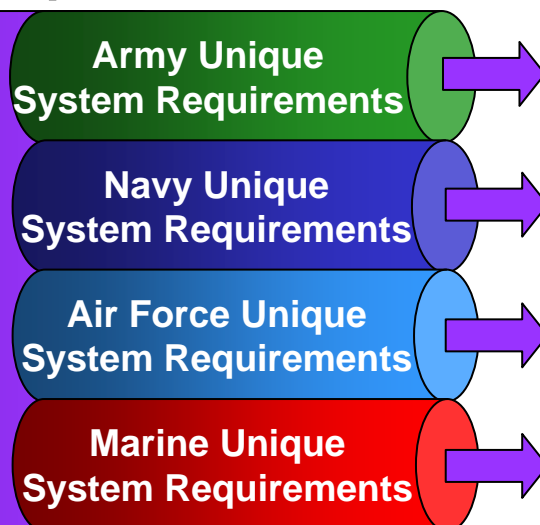 Army Unique
System Requirements
Navy Unique
System Requirements
Air Force Unique
System Requirements
Marine Unique
System Requirements